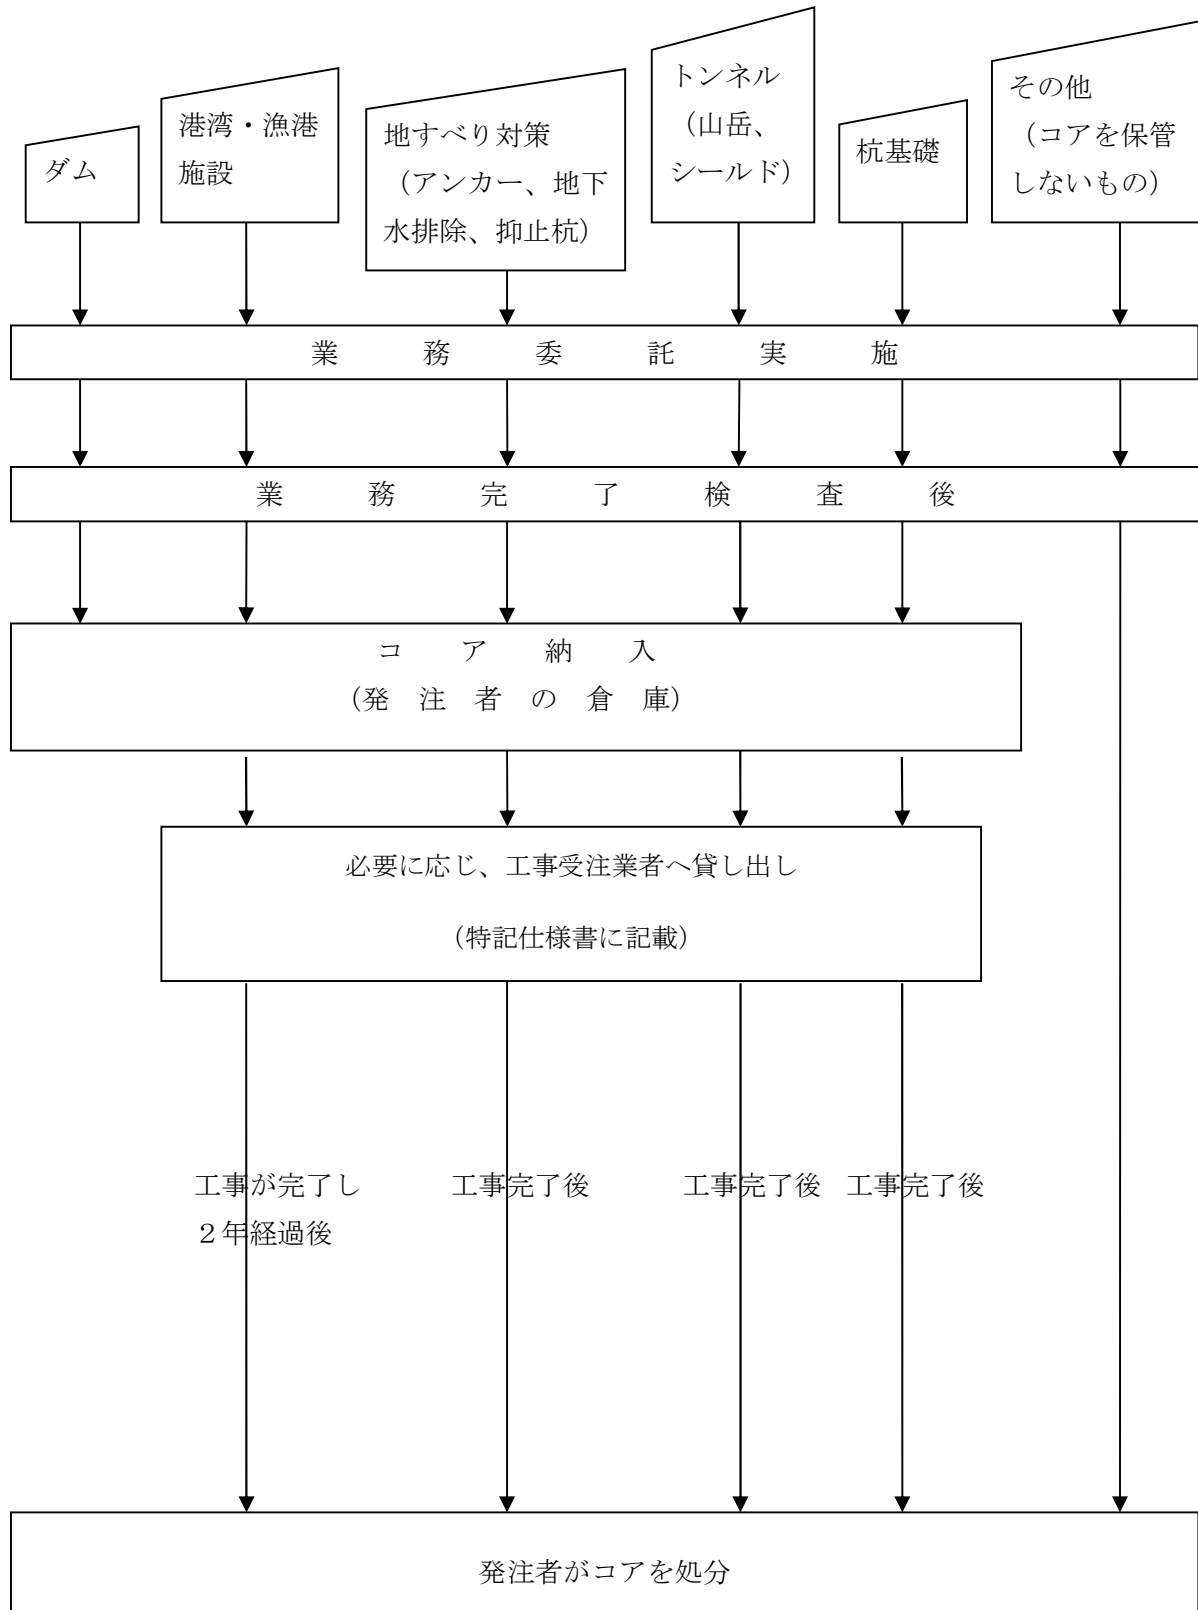 ダム
港湾・漁港
施設
地すべり対策
（アンカー、地下
水排除、抑止杭）
トンネル
（山岳、
シールド）
杭基礎
その他
（コアを保管
しないもの）
業務委託実施
業務完了検査後
コア納入
（発注者の倉庫）
必要に応じ、工事受注業者へ貸し出し
（特記仕様書に記載）
工事が完了し
２年経過後
工事完了後
工事完了後
工事完了後
発注者がコアを処分